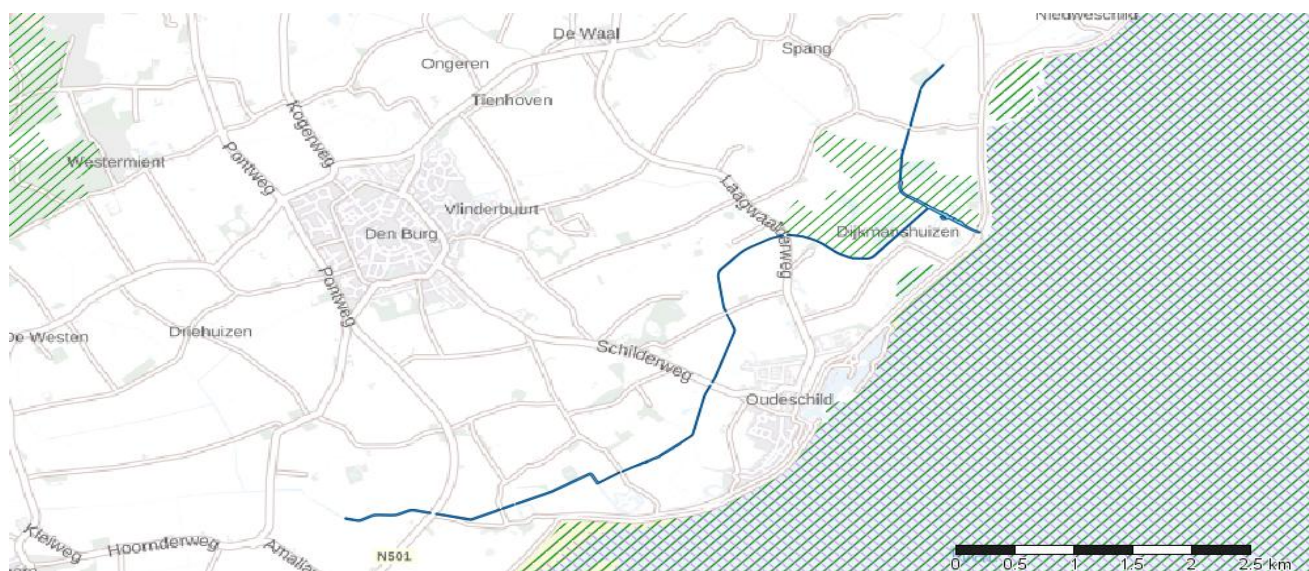 Nieuweschild
De Waal
Spang
Ongeren
Tienhoven
Kogerweg
Westermient
Pontweg
Laagwaalderweg
Vlinderbuurt
Den Burg
Dijkmanshuizen
Pontweg
Driehuizen
De Westen
Schilderweg
Oudeschild
Kleiweg
Hoornderweg
N501
0 0.5 1 1.5 2 2.5 km